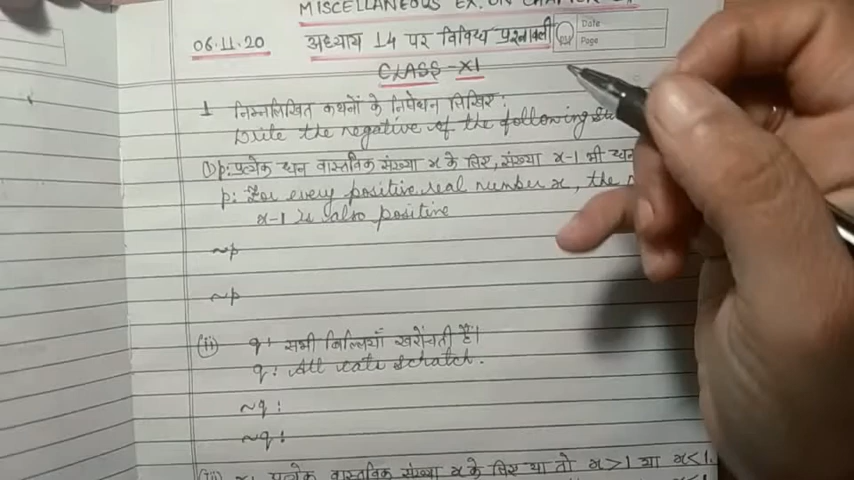 MISCELLANEOUS EX. ON CHAPTER
06.11.20
अध्याय 14 पर विविध प्रश्नावली
Date
Page
CLASS-XI
1 निम्नलिखित कथनों के निषेधन लिखिए:
Write the negative of the following
(i) p: प्रत्येक धन वास्तविक संख्या x के लिए, संख्या x-1 भी धन
p: For every positive real number x, the
x-1 is also positive
~p
~p
(ii) q: सभी बिल्लियाँ खरोंचती हैं।
q: All cats scratch.
~q:
~q:
(iii) प्रत्येक वास्तविक संख्या x के लिए या तो x>1 या x<1.